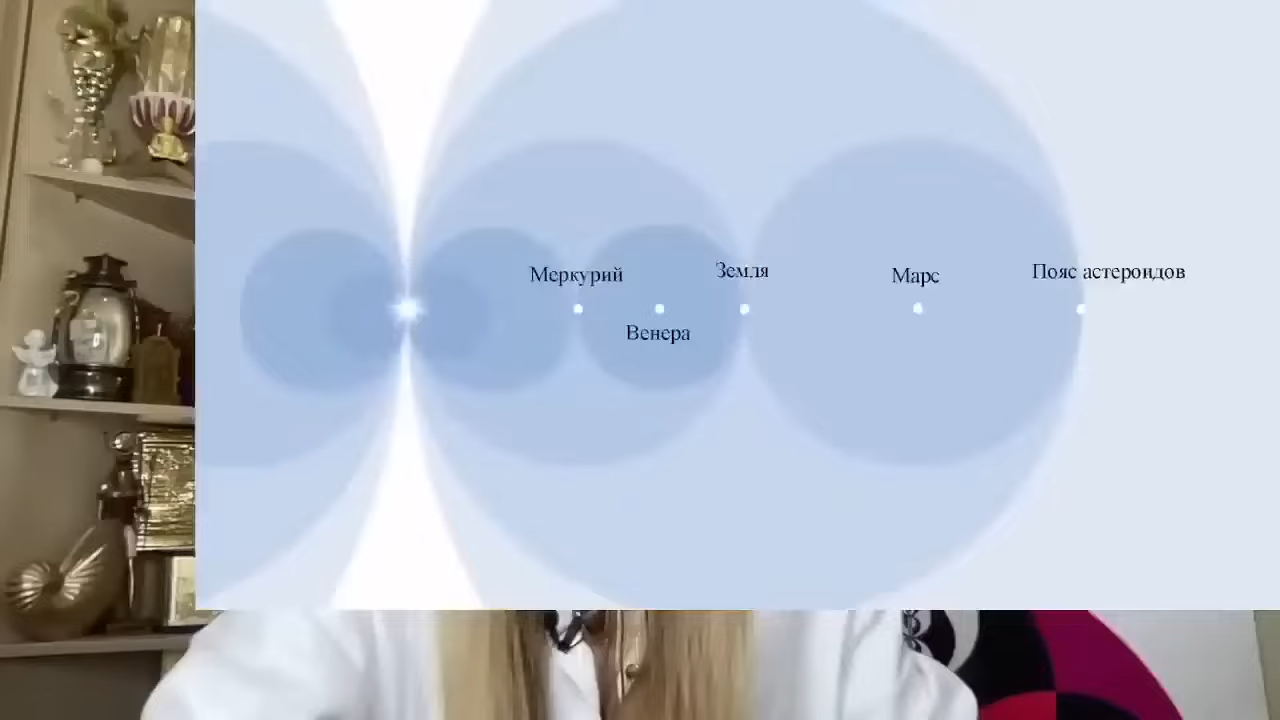 Меркурий
Венера
Земля
Марс
Пояс астероидов